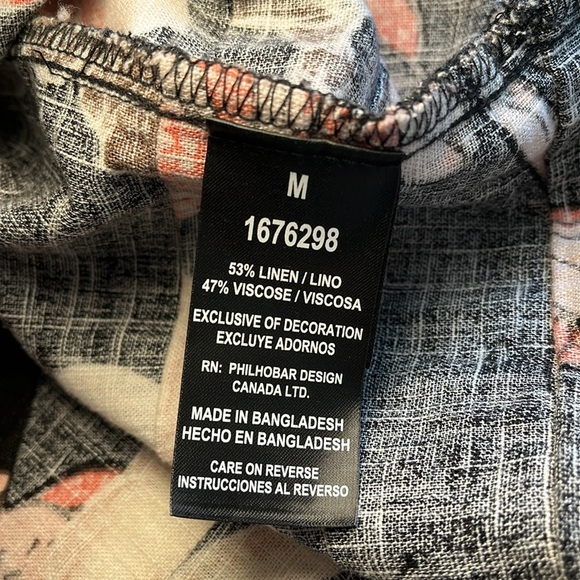 M
1676298
53% LINEN / LINO
47% VISCOSE / VISCOSA
EXCLUSIVE OF DECORATION
EXCLUYE ADORNOS
RN: PHILHOBAR DESIGN
CANADA LTD.
MADE IN BANGLADESH
HECHO EN BANGLADESH
CARE ON REVERSE
INSTRUCCIONES AL REVERSO